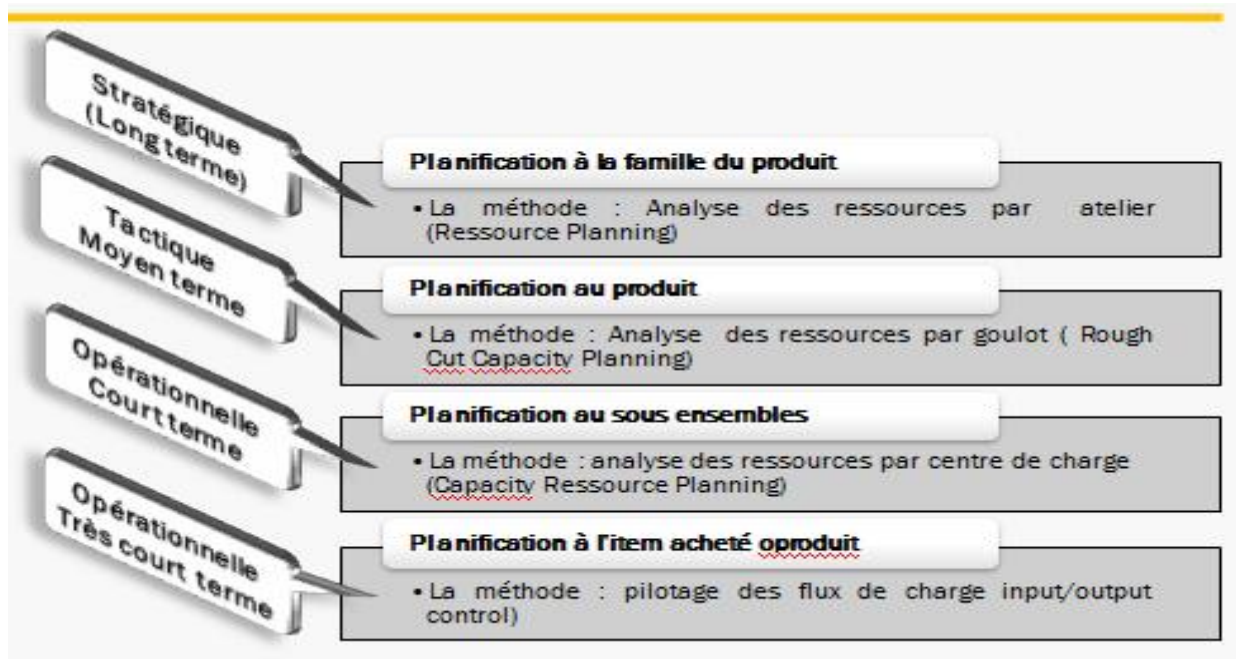 Stratégique
(Long terme)
Planification à la famille du produit
• La méthode : Analyse des ressources par atelier
(Ressource Planning)
Tactique
Moyen terme
Planification au produit
• La méthode : Analyse des ressources par goulot ( Rough
Cut Capacity Planning)
Opérationnelle
Court terme
Planification au sous ensembles
• La méthode : analyse des ressources par centre de charge
(Capacity Ressource Planning)
Opérationnelle
Très court terme
Planification à l'item acheté oproduit
• La méthode : pilotage des flux de charge input/output
control)